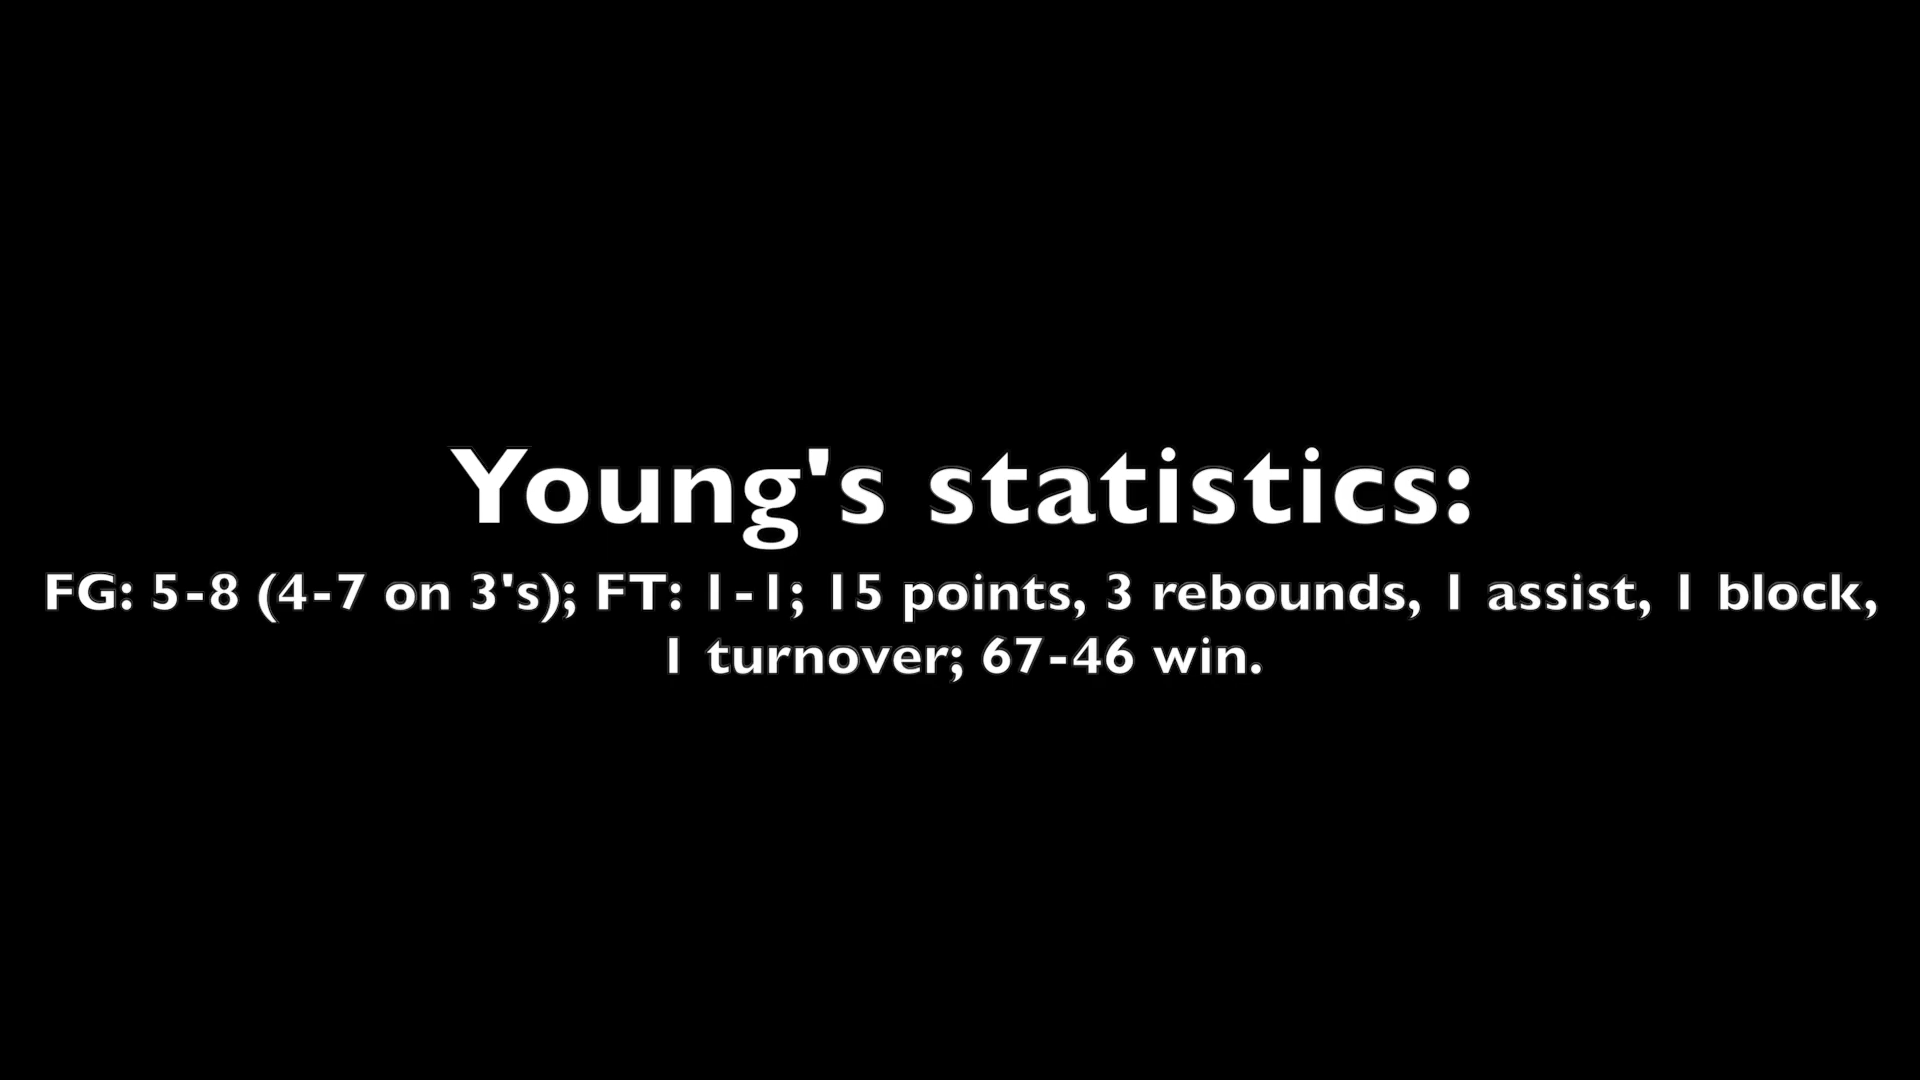 Young's statistics:
FG: 5-8 (4-7 on 3's); FT: 1-1; 15 points, 3 rebounds, 1 assist, 1 block,
1 turnover; 67-46 win.